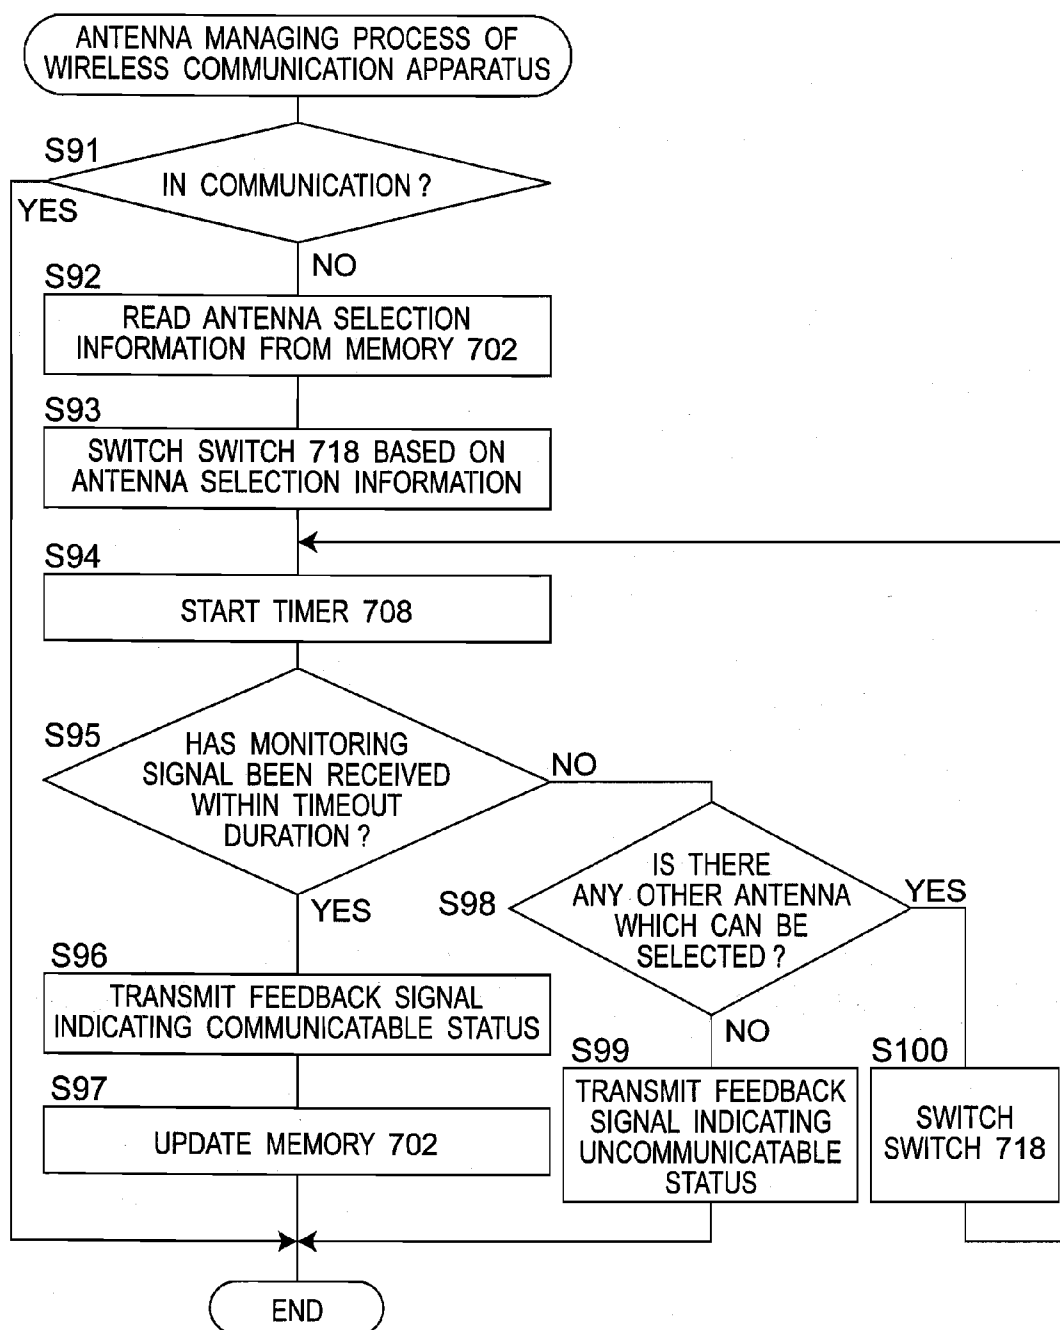 ANTENNA MANAGING PROCESS OF
WIRELESS COMMUNICATION APPARATUS
S91
IN COMMUNICATION ?
YES
NO
S92
READ ANTENNA SELECTION
INFORMATION FROM MEMORY 702
S93
SWITCH SWITCH 718 BASED ON
ANTENNA SELECTION INFORMATION
S94
START TIMER 708
S95
HAS MONITORING
SIGNAL BEEN RECEIVED
WITHIN TIMEOUT
DURATION ?
NO
YES
S98
IS THERE
ANY OTHER ANTENNA
WHICH CAN BE
SELECTED ?
YES
NO
S96
TRANSMIT FEEDBACK SIGNAL
INDICATING COMMUNICATABLE STATUS
S97
UPDATE MEMORY 702
S99
TRANSMIT FEEDBACK
SIGNAL INDICATING
UNCOMMUNICATABLE
STATUS
S100
SWITCH
SWITCH 718
END